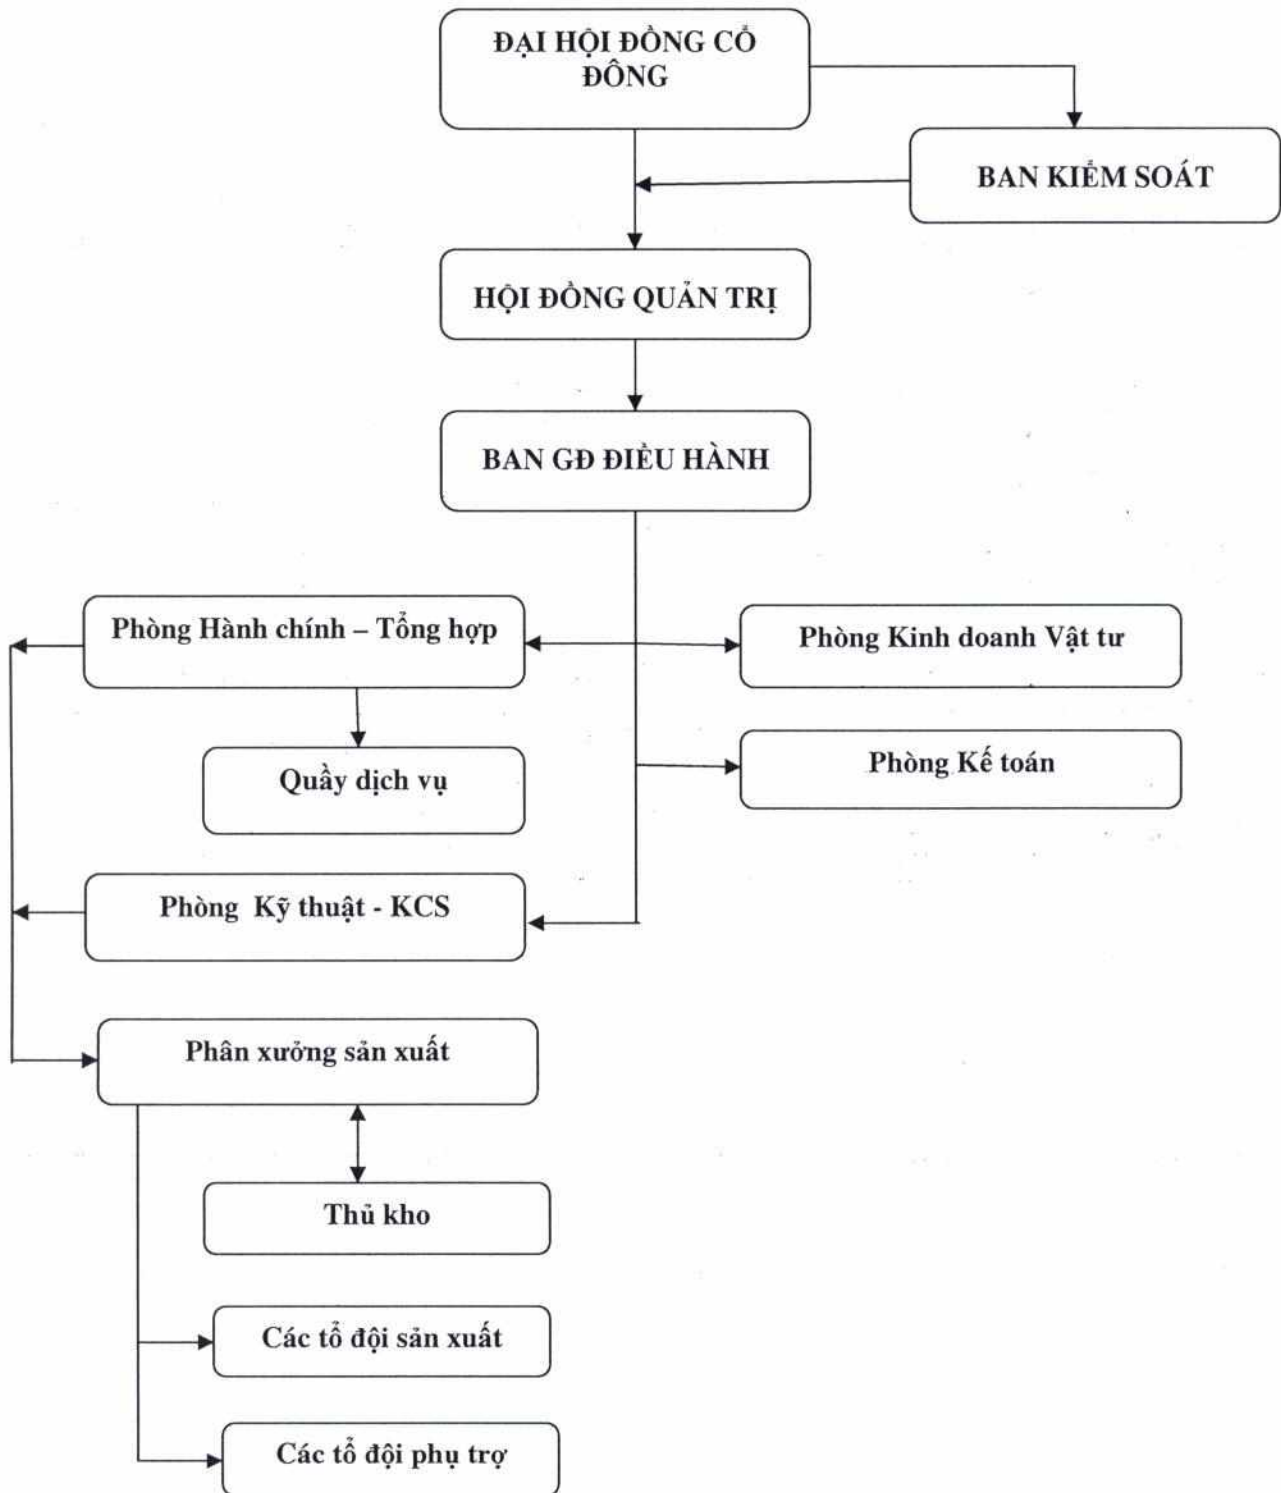 ĐẠI HỘI ĐỒNG CỔ
ĐÔNG
BAN KIỂM SOÁT
HỘI ĐỒNG QUẢN TRỊ
BAN GĐ ĐIỀU HÀNH
Phòng Hành chính – Tổng hợp
Phòng Kinh doanh Vật tư
Quầy dịch vụ
Phòng Kế toán
Phòng Kỹ thuật - KCS
Phân xưởng sản xuất
Thủ kho
Các tổ đội sản xuất
Các tổ đội phụ trợ